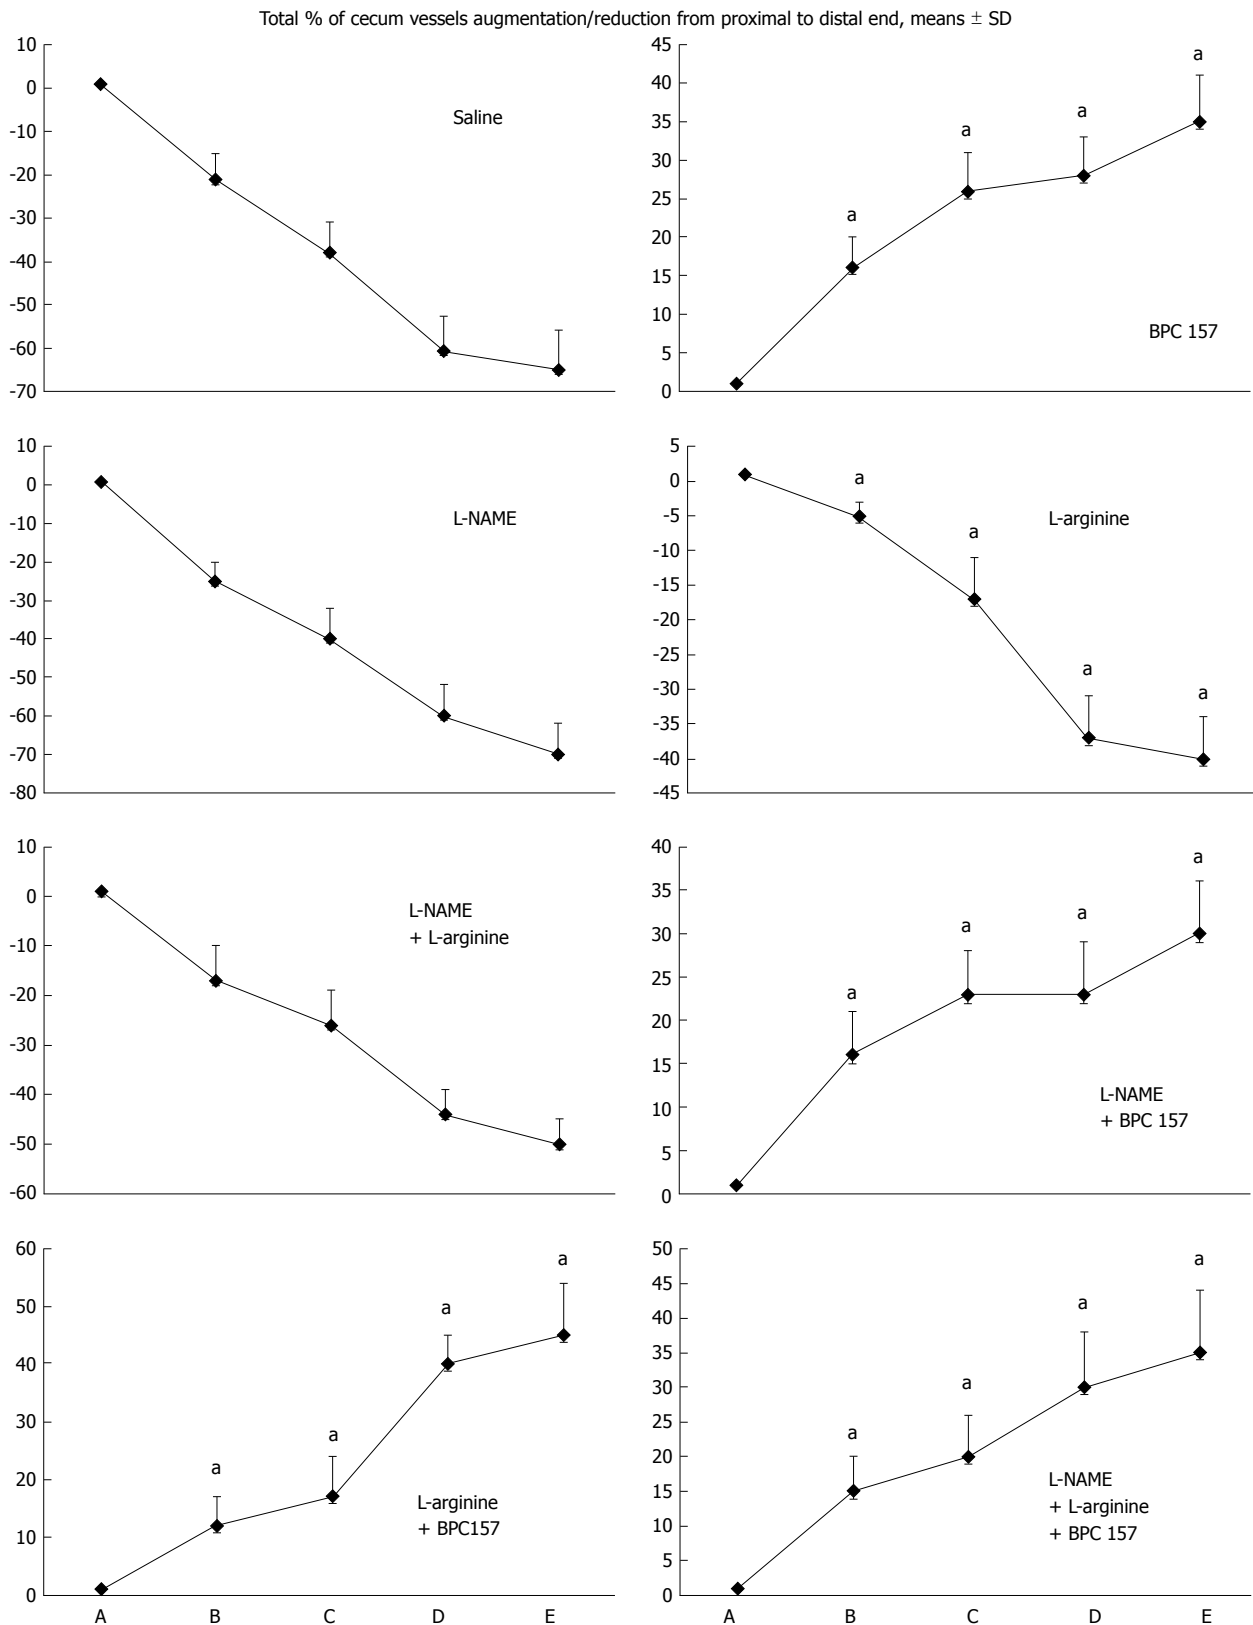 Total % of cecum vessels augmentation/reduction from proximal to distal end, means ± SD
10
0
-10
-20
-30
-40
-50
-60
-70
Saline
45
40
35
30
25
20
15
10
5
0
a
a
a
a
BPC 157
10
0
-10
-20
-30
-40
-50
-60
-70
-80
L-NAME
5
0
-5
-10
-15
-20
-25
-30
-35
-40
-45
a
a
a
a
L-arginine
10
0
-10
-20
-30
-40
-50
-60
L-NAME
+ L-arginine
40
35
30
25
20
15
10
5
0
a
a
a
a
L-NAME
+ BPC 157
60
50
40
30
20
10
0
a
a
a
a
L-arginine
+ BPC157
A B C D E
50
45
40
35
30
25
20
15
10
5
0
a
a
a
a
L-NAME
+ L-arginine
+ BPC 157
A B C D E